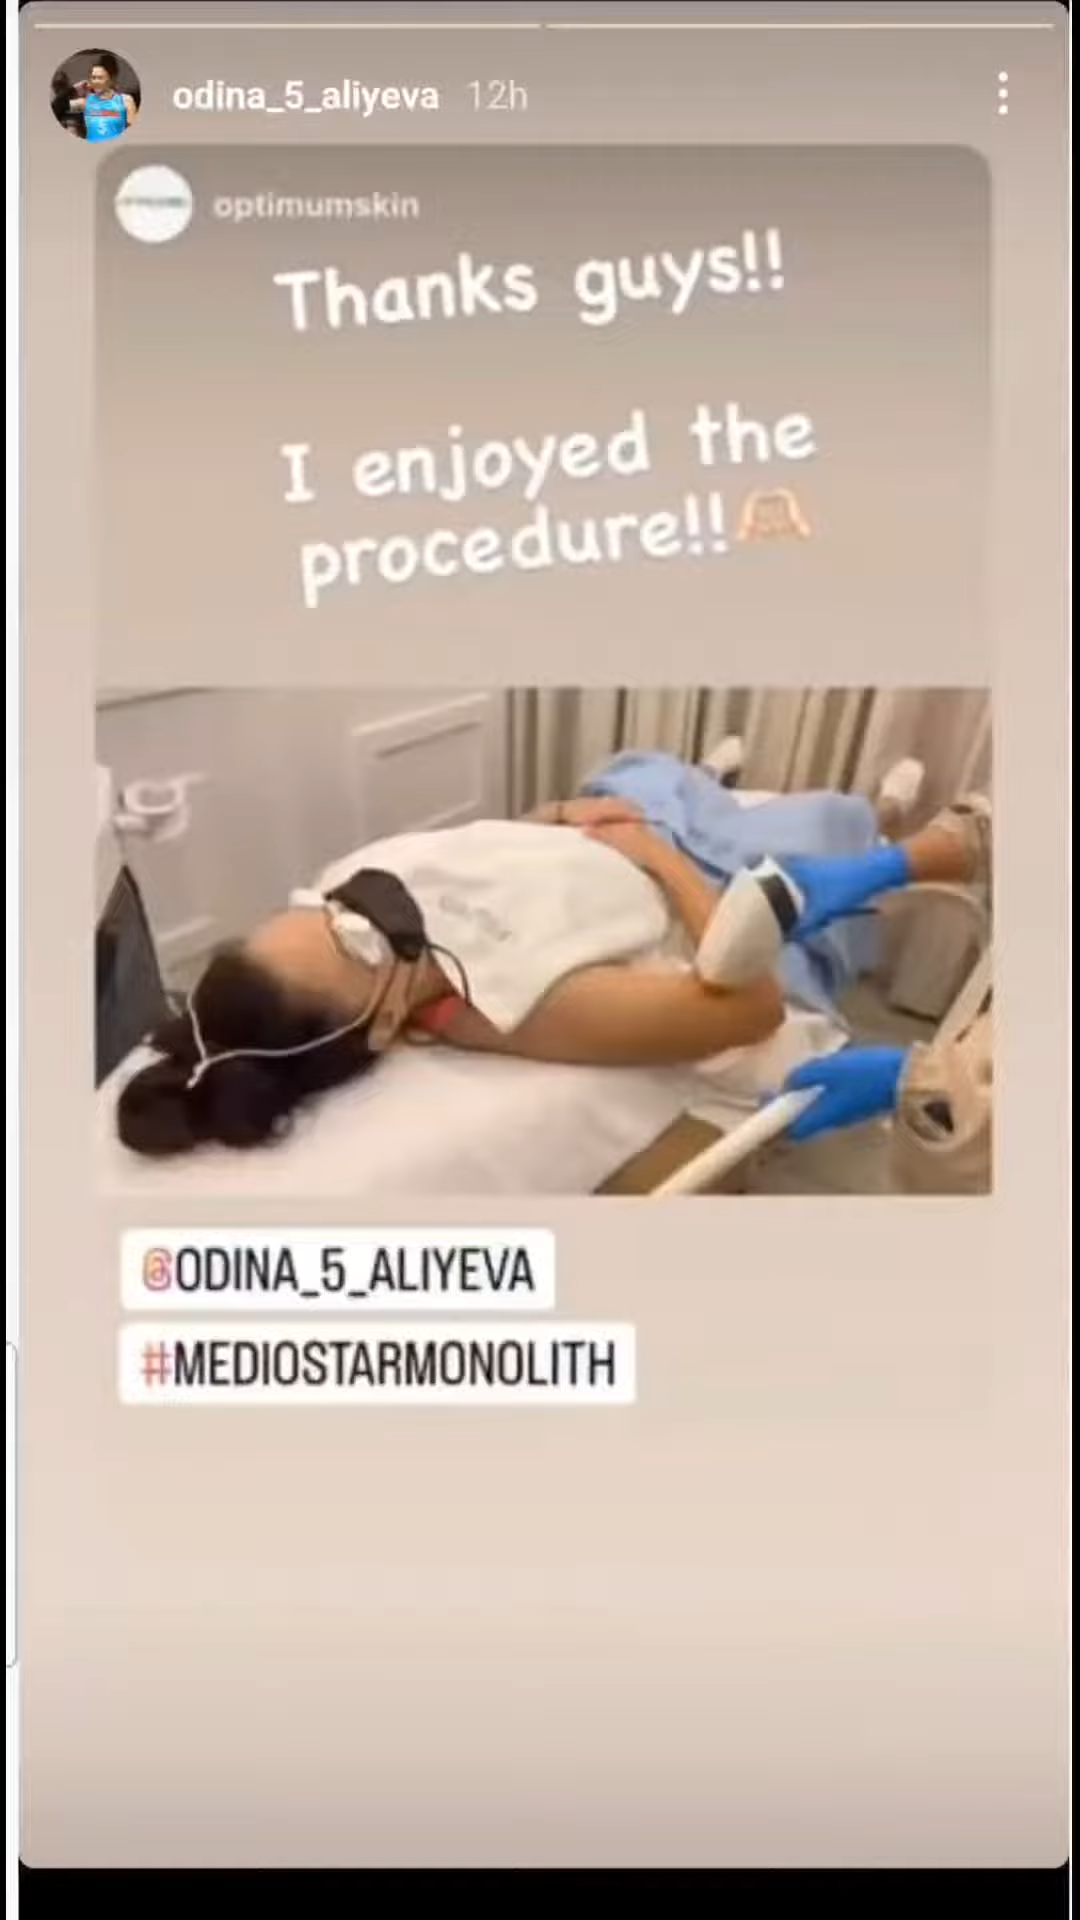 odina_5_aliyeva 12h
optimumskin
Thanks guys!!
I enjoyed the
procedure!!🫶🏻
@ODINA_5_ALIYEVA
#MEDIOSTARMONOLITH